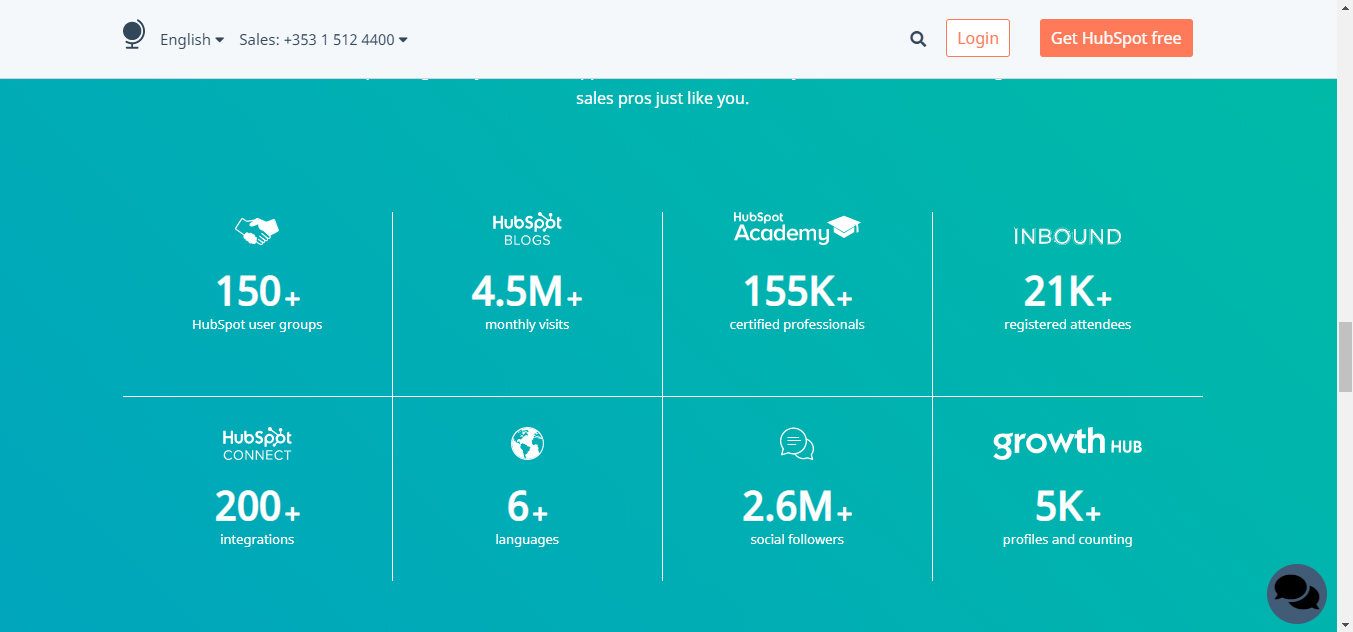 English
Sales: +353 1 512 4400
Login
Get HubSpot free
sales pros just like you.
HubSpot
BLOGS
HubSpot
Academy
INBOUND
150+
4.5M+
155K+
21K+
HubSpot user groups
monthly visits
certified professionals
registered attendees
HubSpot
CONNECT
growth HUB
200+
6+
2.6M+
5K+
integrations
languages
social followers
profiles and counting